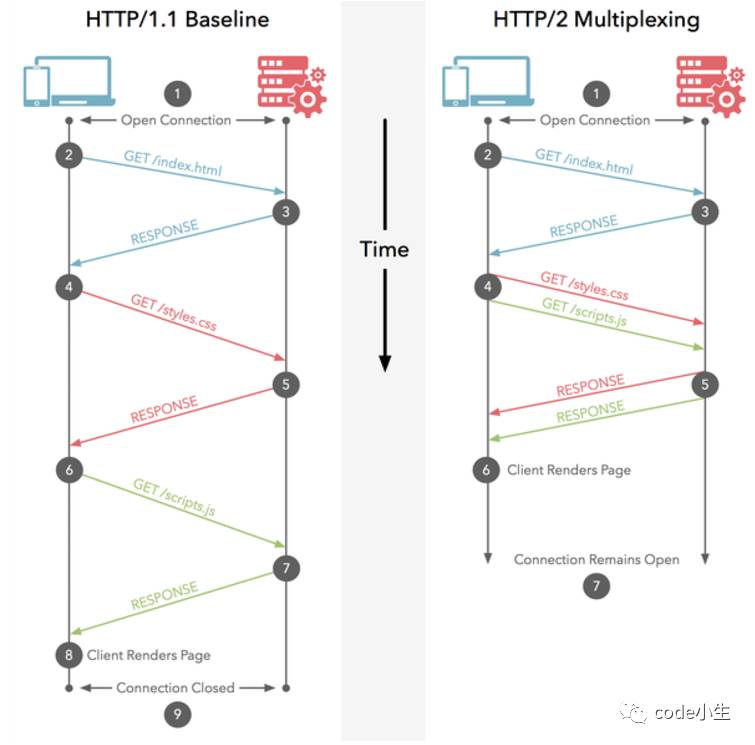 HTTP/1.1 Baseline
1
Open Connection
2
GET /index.html
3
RESPONSE
4
GET /styles.css
5
RESPONSE
6
GET /scripts.js
7
RESPONSE
8 Client Renders Page
Connection Closed
9
Time
HTTP/2 Multiplexing
1
Open Connection
2
GET /index.html
3
RESPONSE
4
GET /styles.css
GET /scripts.js
5
RESPONSE
RESPONSE
6 Client Renders Page
Connection Remains Open
7
code小生